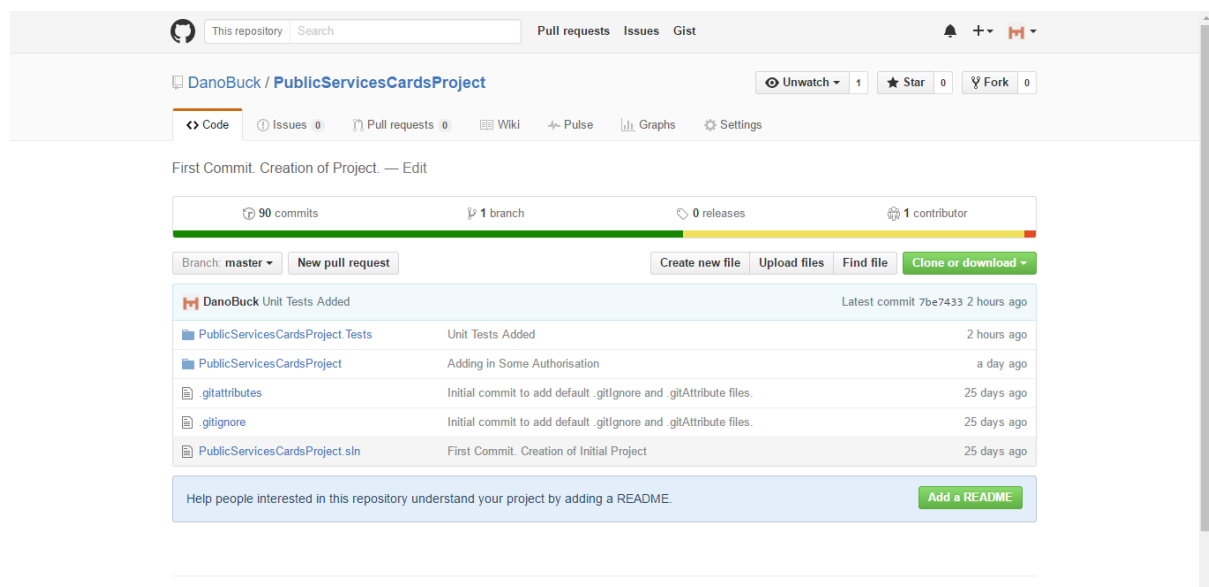 This repository Search Pull requests Issues Gist
DanoBuck / PublicServicesCardsProject Unwatch 1 Star 0 Fork 0
Code Issues 0 Pull requests 0 Wiki Pulse Graphs Settings
First Commit. Creation of Project. — Edit
90 commits 1 branch 0 releases 1 contributor
Branch: master New pull request Create new file Upload files Find file Clone or download
DanoBuck Unit Tests Added Latest commit 7be7433 2 hours ago
PublicServicesCardsProject.Tests Unit Tests Added 2 hours ago
PublicServicesCardsProject Adding in Some Authorisation a day ago
.gitattributes Initial commit to add default .gitIgnore and .gitAttribute files. 25 days ago
.gitignore Initial commit to add default .gitIgnore and .gitAttribute files. 25 days ago
PublicServicesCardsProject.sln First Commit. Creation of Initial Project 25 days ago
Help people interested in this repository understand your project by adding a README. Add a README